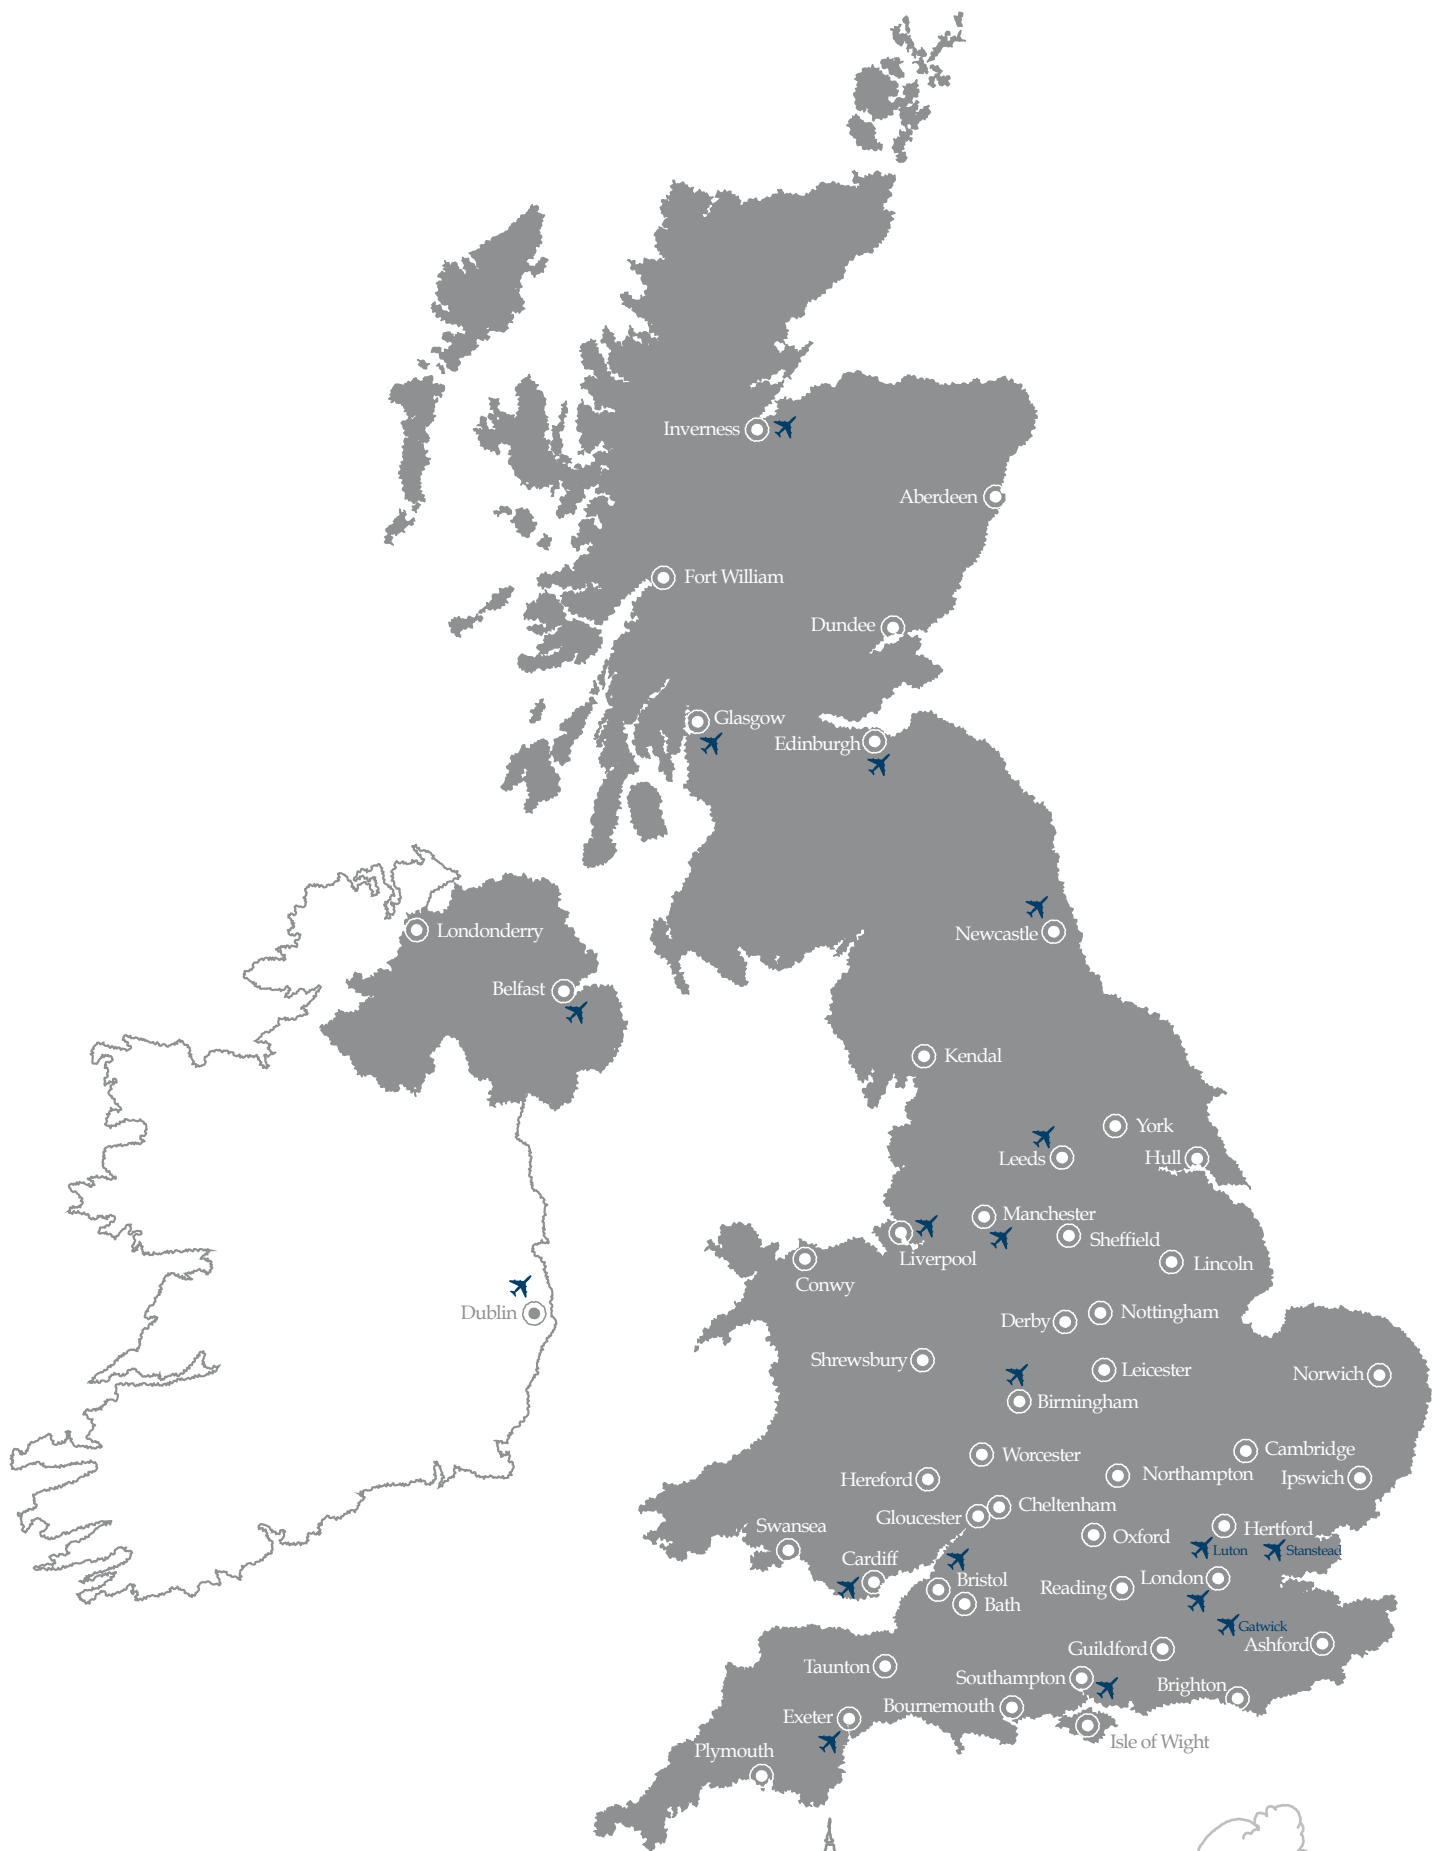 Inverness
Aberdeen
Fort William
Dundee
Glasgow
Edinburgh
Londonderry
Newcastle
Belfast
Kendal
York
Leeds
Hull
Manchester
Sheffield
Liverpool
Lincoln
Conwy
Dublin
Nottingham
Derby
Shrewsbury
Leicester
Norwich
Birmingham
Cambridge
Worcester
Northampton
Ipswich
Hereford
Cheltenham
Gloucester
Swansea
Oxford
Hertford
Luton
Stanstead
Cardiff
Bristol
London
Reading
Bath
Gatwick
Ashford
Guildford
Taunton
Southampton
Brighton
Bournemouth
Exeter
Isle of Wight
Plymouth